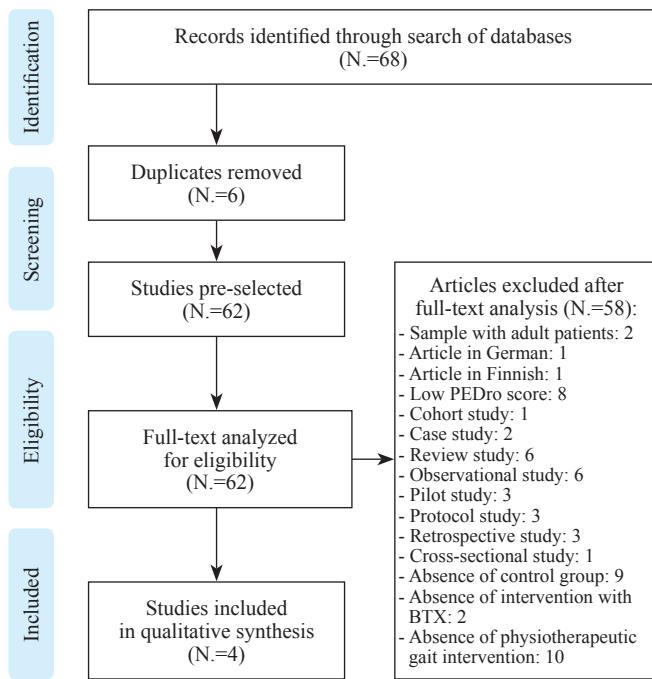 Identification
Records identified through search of databases
(N.=68)
Screening
Duplicates removed
(N.=6)
Studies pre-selected
(N.=62)
Eligibility
Full-text analyzed
for eligibility
(N.=62)
Articles excluded after
full-text analysis (N.=58):
- Sample with adult patients: 2
- Article in German: 1
- Article in Finnish: 1
- Low PEDro score: 8
- Cohort study: 1
- Case study: 2
- Review study: 6
- Observational study: 6
- Pilot study: 3
- Protocol study: 3
- Retrospective study: 3
- Cross-sectional study: 1
- Absence of control group: 9
- Absence of intervention with
BTX: 2
- Absence of physiotherapeutic
gait intervention: 10
Included
Studies included
in qualitative synthesis
(N.=4)